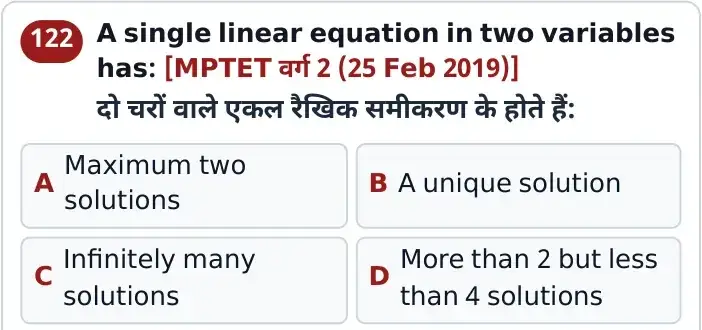 122 A single linear equation in two variables
has: [MPTET वर्ग 2 (25 Feb 2019)]
दो चरों वाले एकल रैखिक समीकरण के होते हैं:
A Maximum two
solutions
B A unique solution
C Infinitely many
solutions
D More than 2 but less
than 4 solutions